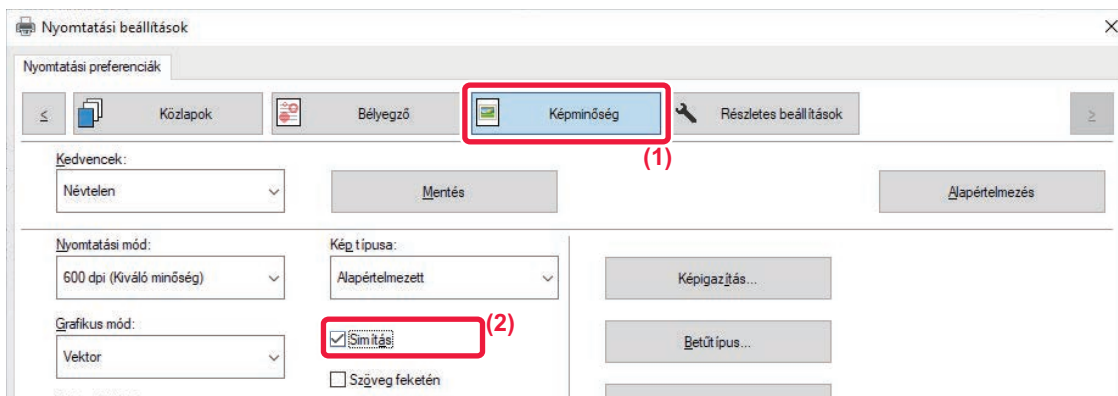 Nyomtatási beállítások
Nyomtatási preferenciák
< Közlapok Bélyegző Képminőség Részletes beállítások >
(1)
Kedvencek:
Névtelen Mentés Alapértelmezés
Nyomtatási mód: Kép típusa:
600 dpi (Kiváló minőség) Alapértelmezett Képigazítás...
Grafikus mód: Simítás (2)
Vektor Betűtípus...
Szöveg feketén